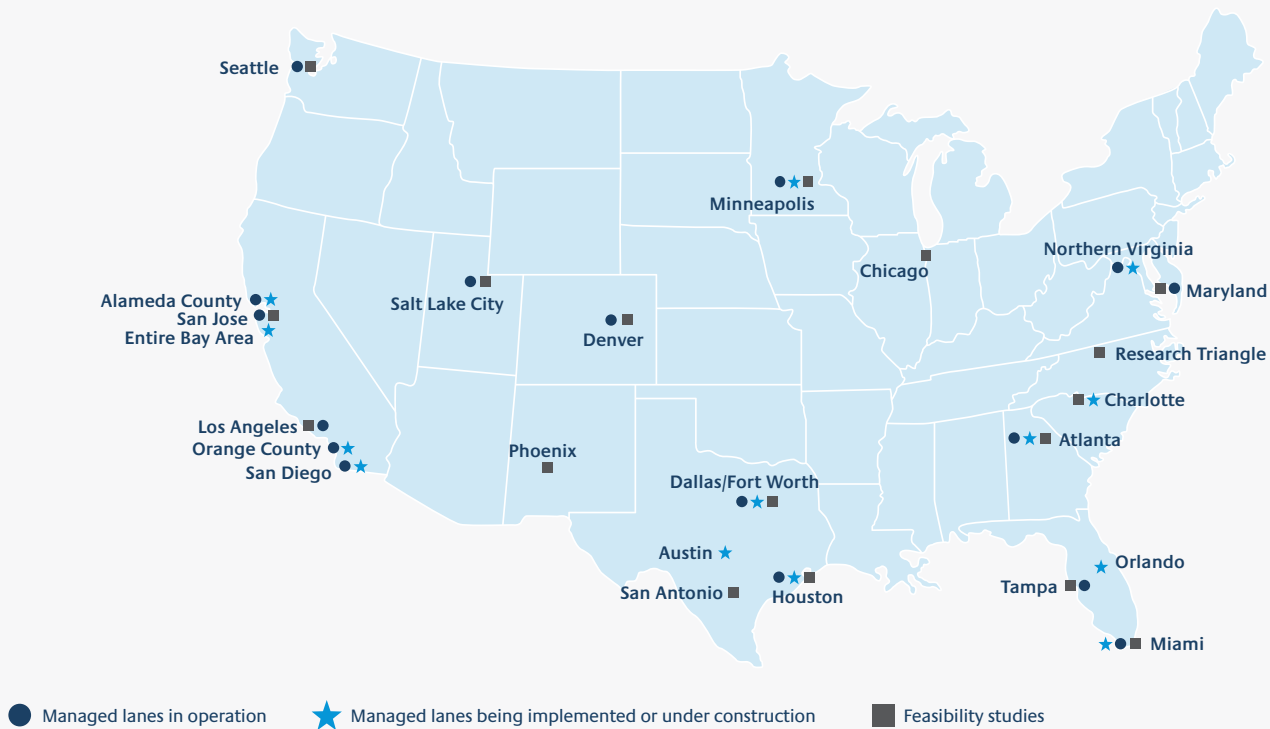 Seattle
Minneapolis
Northern Virginia
Chicago
Maryland
Alameda County
Salt Lake City
San Jose
Entire Bay Area
Denver
Research Triangle
Charlotte
Los Angeles
Atlanta
Orange County
Phoenix
San Diego
Dallas/Fort Worth
Austin
Orlando
Tampa
San Antonio
Houston
Miami
Managed lanes in operation
Managed lanes being implemented or under construction
Feasibility studies